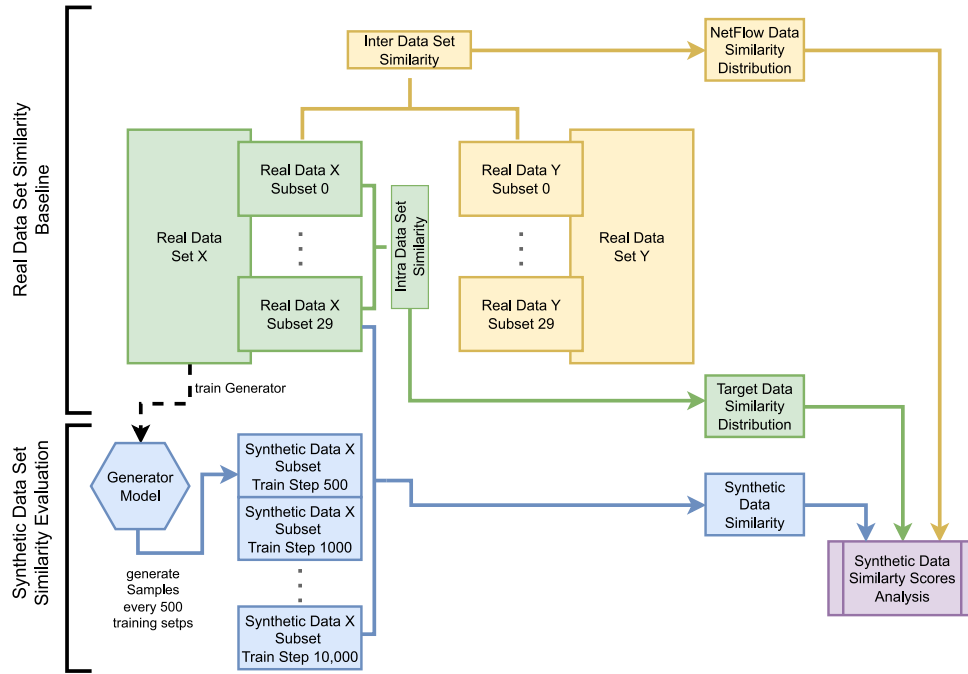 Real Data Set Similarity
Baseline
Inter Data Set
Similarity
NetFlow Data
Similarity
Distribution
Real Data
Set X
Real Data X
Subset 0
Real Data X
Subset 29
Intra Data Set
Similarity
Real Data Y
Subset 0
Real Data Y
Subset 29
Real Data
Set Y
train Generator
Target Data
Similarity
Distribution
Synthetic Data Set
Similarity Evaluation
Generator
Model
generate
Samples
every 500
training setps
Synthetic Data X
Subset
Train Step 500
Synthetic Data X
Subset
Train Step 1000
Synthetic Data X
Subset
Train Step 10,000
Synthetic
Data
Similarity
Synthetic Data
Similarty Scores
Analysis